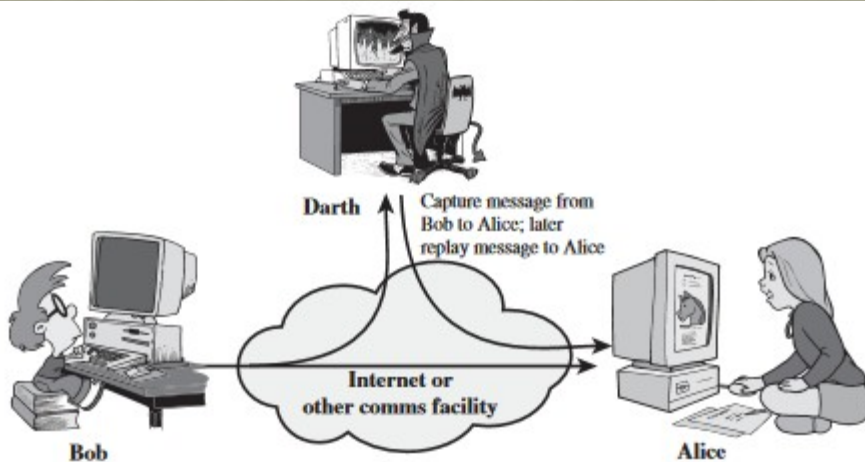 Darth
Capture message from
Bob to Alice; later
replay message to Alice
Internet or
other comms facility
Bob
Alice